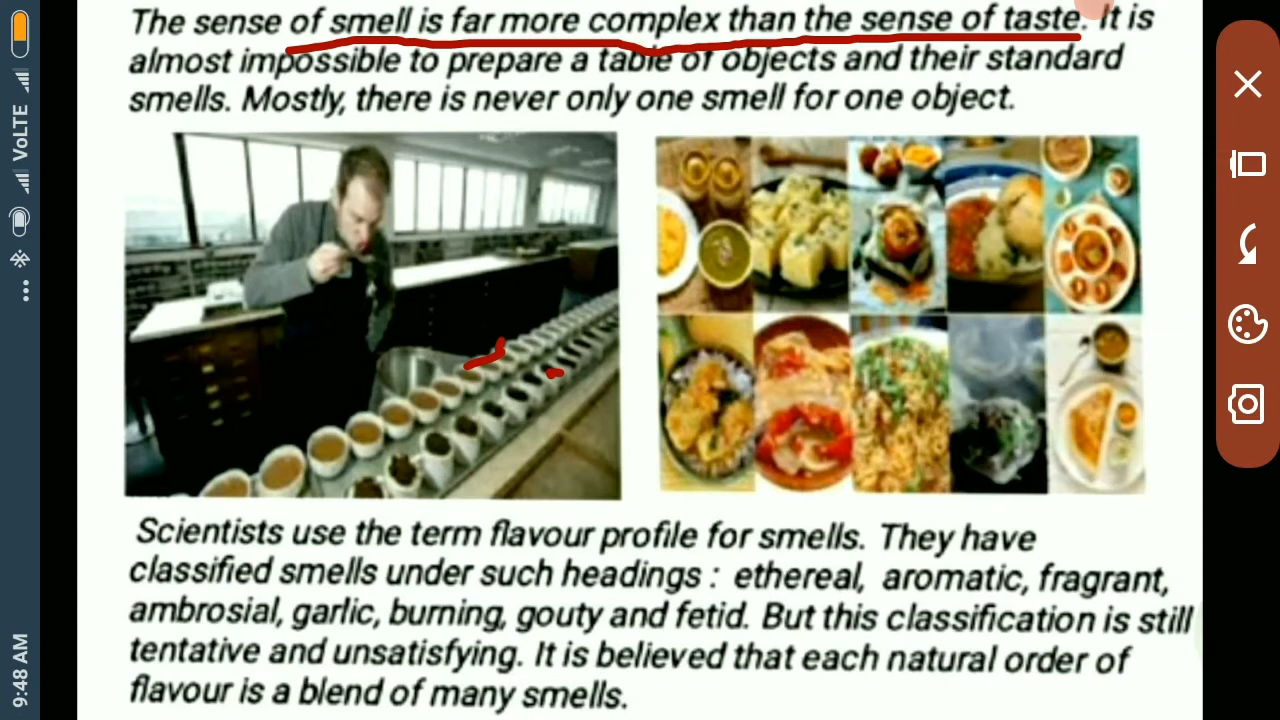 The sense of smell is far more complex than the sense of taste. It is
almost impossible to prepare a table of objects and their standard
smells. Mostly, there is never only one smell for one object.
Scientists use the term flavour profile for smells. They have
classified smells under such headings : ethereal, aromatic, fragrant,
ambrosial, garlic, burning, gouty and fetid. But this classification is still
tentative and unsatisfying. It is believed that each natural order of
flavour is a blend of many smells.
VoLTE
9:48 AM